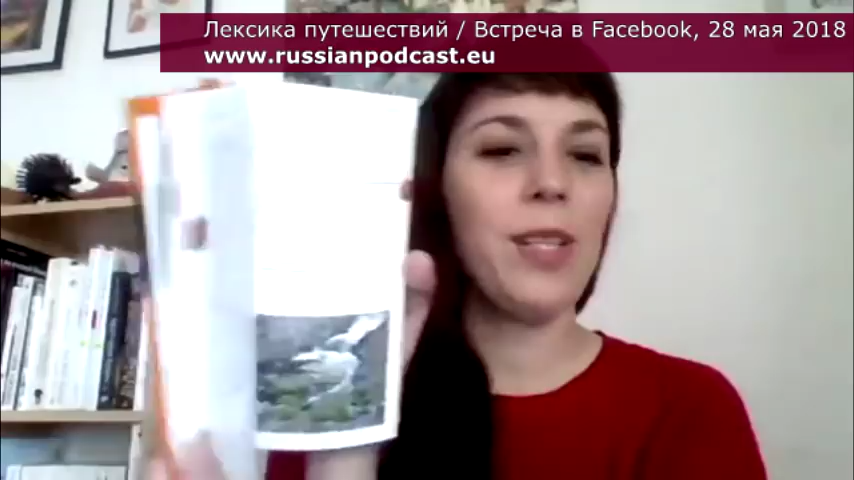 Лексика путешествий / Встреча в Facebook, 28 мая 2018
www.russianpodcast.eu